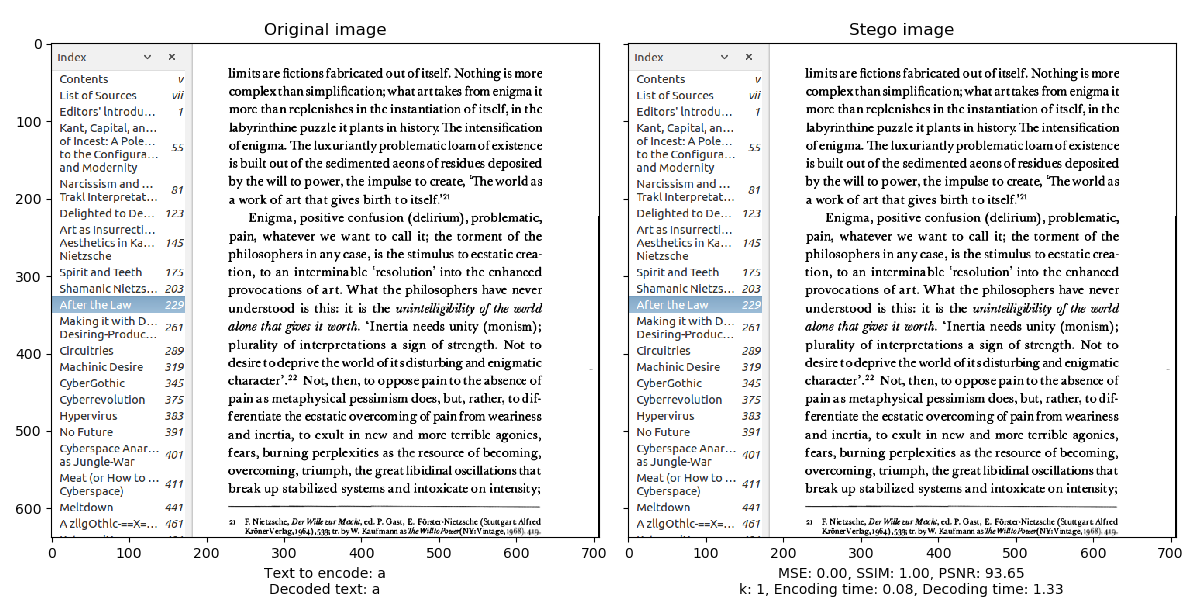 Original image
Index
Contents v
List of Sources vii
Editors' Introdu... 1
Kant, Capital, an...
of Incest: A Pole... 55
to the Configura...
and Modernity
Narcissism and ... 81
Trakl Interpretat...
Delighted to De... 123
Art as Insurrecti...
Aesthetics in Ka... 145
Nietzsche
Spirit and Teeth 175
Shamanic Nietzs... 203
After the Law 229
Making it with D... 261
Desiring-Produc...
Circuitries 289
Machinic Desire 319
CyberGothic 345
Cyberrevolution 375
Hypervirus 383
No Future 391
Cyberspace Anar... 401
as Jungle-War
Meat (or How to ... 411
Cyberspace)
Meltdown 441
A zIIgOthIc-==X=... 461
limits are fictions fabricated out of itself. Nothing is more
complex than simplification; what art takes from enigma it
more than replenishes in the instantiation of itself, in the
labyrinthine puzzle it plants in history. The intensification
of enigma. The luxuriantly problematic loam of existence
is built out of the sedimented aeons of residues deposited
by the will to power, the impulse to create, 'The world as
a work of art that gives birth to itself.'21
Enigma, positive confusion (delirium), problematic,
pain, whatever we want to call it; the torment of the
philosophers in any case, is the stimulus to ecstatic crea-
tion, to an interminable 'resolution' into the enhanced
provocations of art. What the philosophers have never
understood is this: it is the unintelligibility of the world
alone that gives it worth. 'Inertia needs unity (monism);
plurality of interpretations a sign of strength. Not to
desire to deprive the world of its disturbing and enigmatic
character'.22 Not, then, to oppose pain to the absence of
pain as metaphysical pessimism does, but, rather, to dif-
ferentiate the ecstatic overcoming of pain from weariness
and inertia, to exult in new and more terrible agonies,
fears, burning perplexities as the resource of becoming,
overcoming, triumph, the great libidinal oscillations that
break up stabilized systems and intoxicate on intensity;
21 F. Nietzsche, Der Wille zur Macht, ed. P. Gast, E. Förster-Nietzsche (Stuttgart Alfred
Kröner Verlag, 1964), 533; tr. by W. Kaufmann as The Will to Power (NY: Vintage, 1968). 419.
0
100
200
300
400
500
600
0 100 200 300 400 500 600 700
Text to encode: a
Decoded text: a
Stego image
Index
Contents v
List of Sources vii
Editors' Introdu... 1
Kant, Capital, an...
of Incest: A Pole... 55
to the Configura...
and Modernity
Narcissism and ... 81
Trakl Interpretat...
Delighted to De... 123
Art as Insurrecti...
Aesthetics in Ka... 145
Nietzsche
Spirit and Teeth 175
Shamanic Nietzs... 203
After the Law 229
Making it with D... 261
Desiring-Produc...
Circuitries 289
Machinic Desire 319
CyberGothic 345
Cyberrevolution 375
Hypervirus 383
No Future 391
Cyberspace Anar... 401
as Jungle-War
Meat (or How to ... 411
Cyberspace)
Meltdown 441
A zIIgOthIc-==X=... 461
limits are fictions fabricated out of itself. Nothing is more
complex than simplification; what art takes from enigma it
more than replenishes in the instantiation of itself, in the
labyrinthine puzzle it plants in history. The intensification
of enigma. The luxuriantly problematic loam of existence
is built out of the sedimented aeons of residues deposited
by the will to power, the impulse to create, 'The world as
a work of art that gives birth to itself.'21
Enigma, positive confusion (delirium), problematic,
pain, whatever we want to call it; the torment of the
philosophers in any case, is the stimulus to ecstatic crea-
tion, to an interminable 'resolution' into the enhanced
provocations of art. What the philosophers have never
understood is this: it is the unintelligibility of the world
alone that gives it worth. 'Inertia needs unity (monism);
plurality of interpretations a sign of strength. Not to
desire to deprive the world of its disturbing and enigmatic
character'.22 Not, then, to oppose pain to the absence of
pain as metaphysical pessimism does, but, rather, to dif-
ferentiate the ecstatic overcoming of pain from weariness
and inertia, to exult in new and more terrible agonies,
fears, burning perplexities as the resource of becoming,
overcoming, triumph, the great libidinal oscillations that
break up stabilized systems and intoxicate on intensity;
21 F. Nietzsche, Der Wille zur Macht, ed. P. Gast, E. Förster-Nietzsche (Stuttgart Alfred
Kröner Verlag, 1964), 533; tr. by W. Kaufmann as The Will to Power (NY: Vintage, 1968). 419.
0 100 200 300 400 500 600 700
MSE: 0.00, SSIM: 1.00, PSNR: 93.65
k: 1, Encoding time: 0.08, Decoding time: 1.33